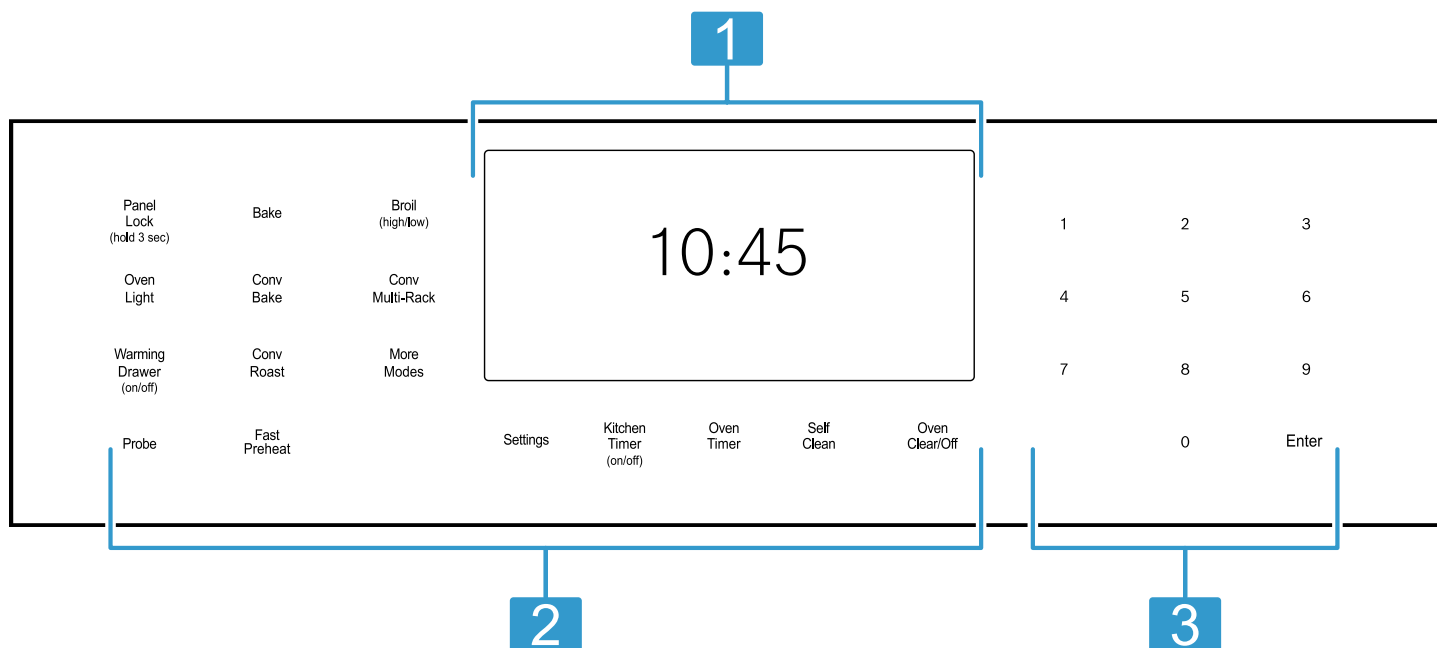 1
Panel
Lock
(hold 3 sec)
Bake
Broil
(high/low)
Oven
Light
Conv
Bake
Conv
Multi-Rack
Warming
Drawer
(on/off)
Conv
Roast
More
Modes
Probe
Fast
Preheat
10:45
Settings
Kitchen
Timer
(on/off)
Oven
Timer
Self
Clean
Oven
Clear/Off
1 2 3
4 5 6
7 8 9
0 Enter
2
3